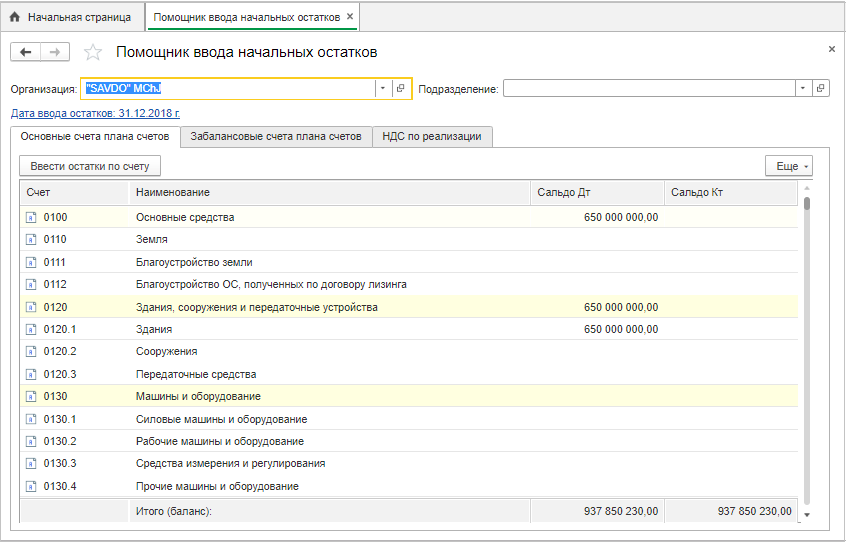 Начальная страница Помощник ввода начальных остатков ×
Помощник ввода начальных остатков ×
Организация: "SAVDO" MChJ Подразделение:
Дата ввода остатков: 31.12.2018 г.
Основные счета плана счетов Забалансовые счета плана счетов НДС по реализации
Ввести остатки по счету Еще
Счет Наименование Сальдо Дт Сальдо Кт
0100 Основные средства 650 000 000,00
0110 Земля
0111 Благоустройство земли
0112 Благоустройство ОС, полученных по договору лизинга
0120 Здания, сооружения и передаточные устройства 650 000 000,00
0120.1 Здания 650 000 000,00
0120.2 Сооружения
0120.3 Передаточные средства
0130 Машины и оборудование
0130.1 Силовые машины и оборудование
0130.2 Рабочие машины и оборудование
0130.3 Средства измерения и регулирования
0130.4 Прочие машины и оборудование
Итого (баланс): 937 850 230,00 937 850 230,00